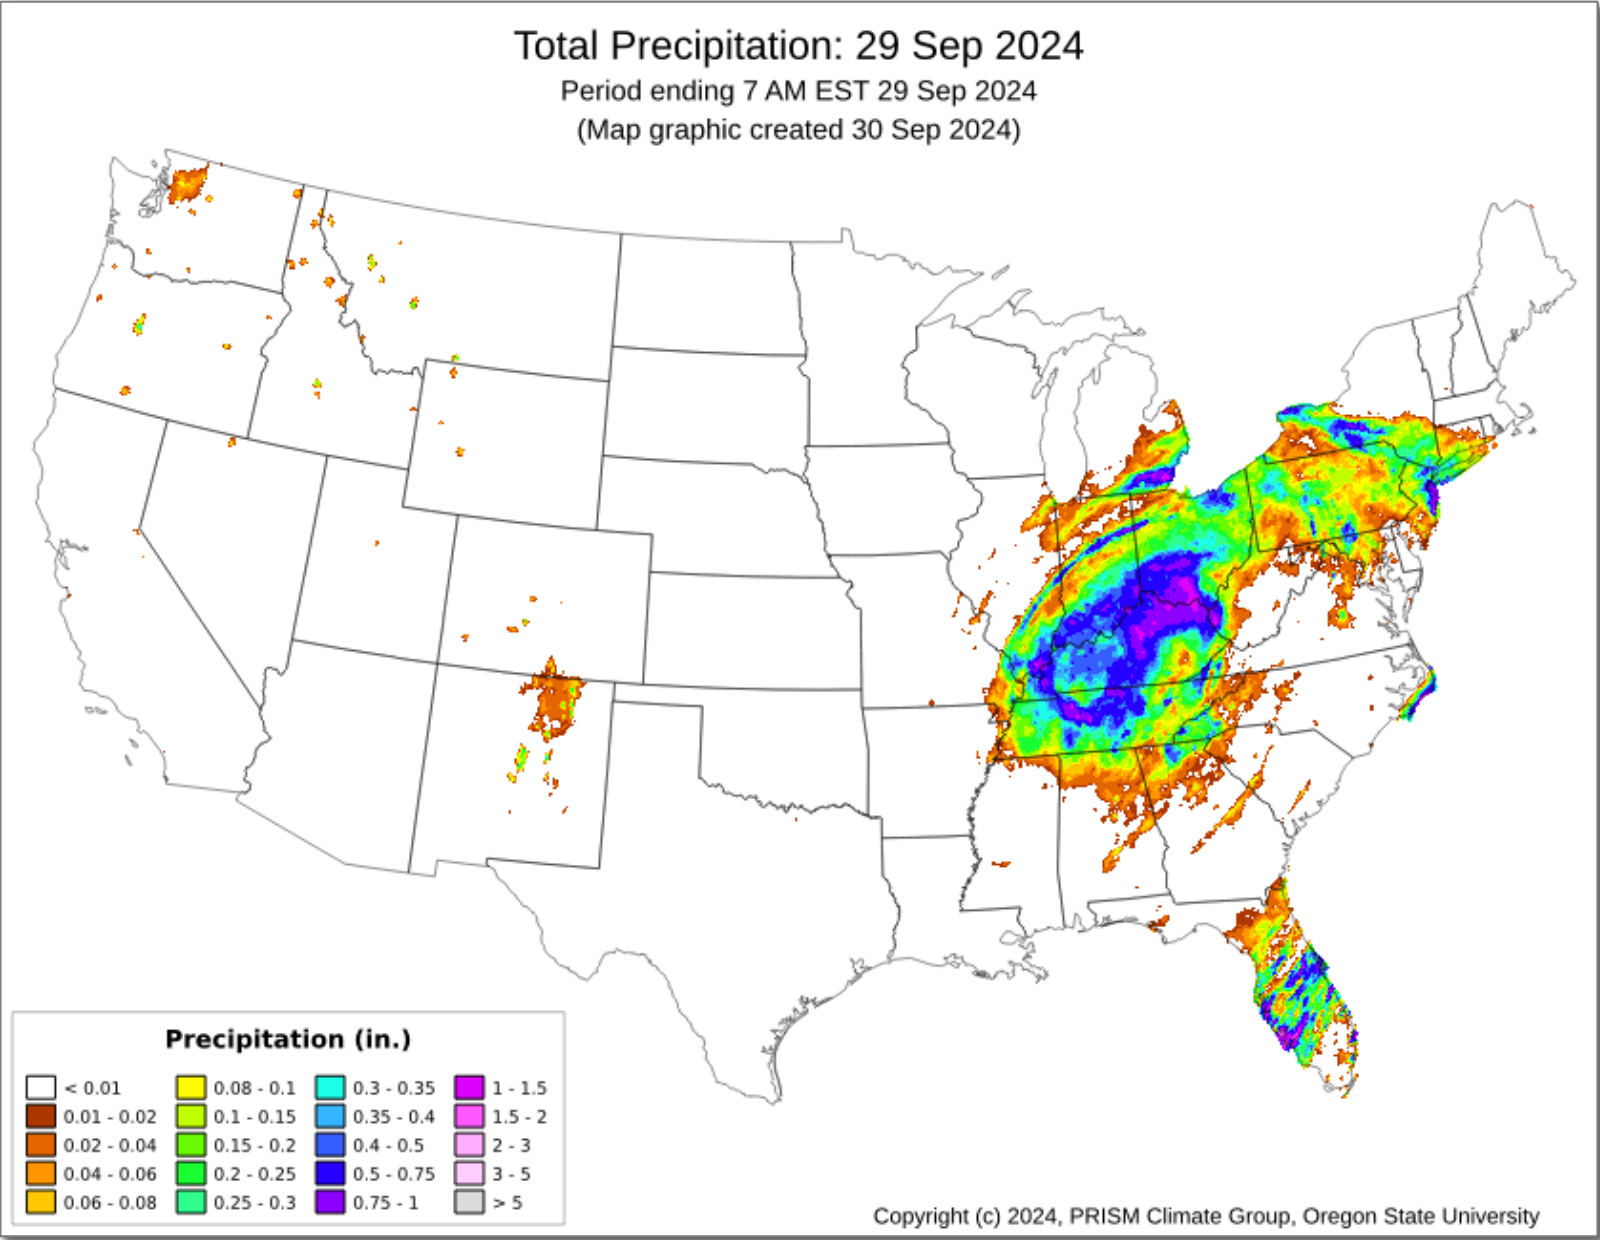 Total Precipitation: 29 Sep 2024
Period ending 7 AM EST 29 Sep 2024
(Map graphic created 30 Sep 2024)
Precipitation (in.)
< 0.01
0.01 - 0.02
0.02 - 0.04
0.04 - 0.06
0.06 - 0.08
0.08 - 0.1
0.1 - 0.15
0.15 - 0.2
0.2 - 0.25
0.25 - 0.3
0.3 - 0.35
0.35 - 0.4
0.4 - 0.5
0.5 - 0.75
0.75 - 1
1 - 1.5
1.5 - 2
2 - 3
3 - 5
> 5
Copyright (c) 2024, PRISM Climate Group, Oregon State University